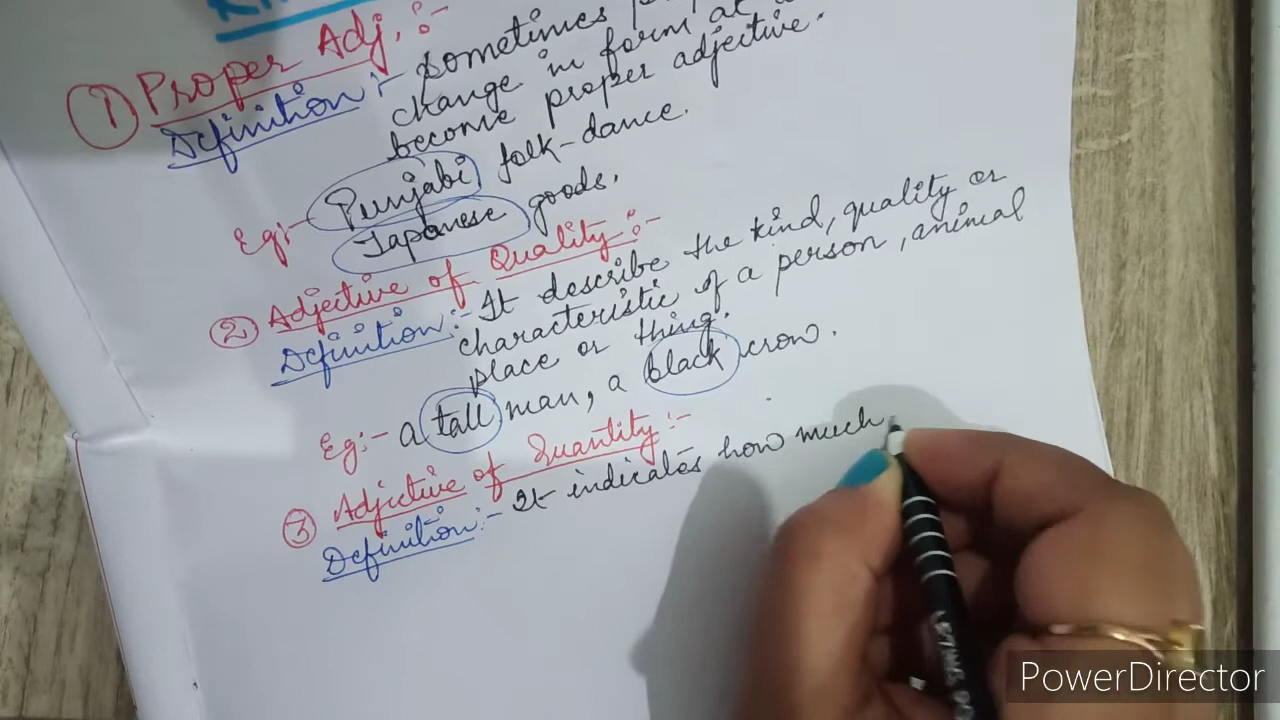 ① Proper Adj. :-
Definition :- sometimes
change in form at
become proper adjective.
Eg:- Punjabi folk-dance.
Japanese goods.
② Adjective of Quality :-
Definition :- It describe the kind, quality or
characteristic of a person, animal
place or thing.
Eg:- a tall man, a black crow.
③ Adjective of Quantity :-
Definition :- It indicates how much
PowerDirector